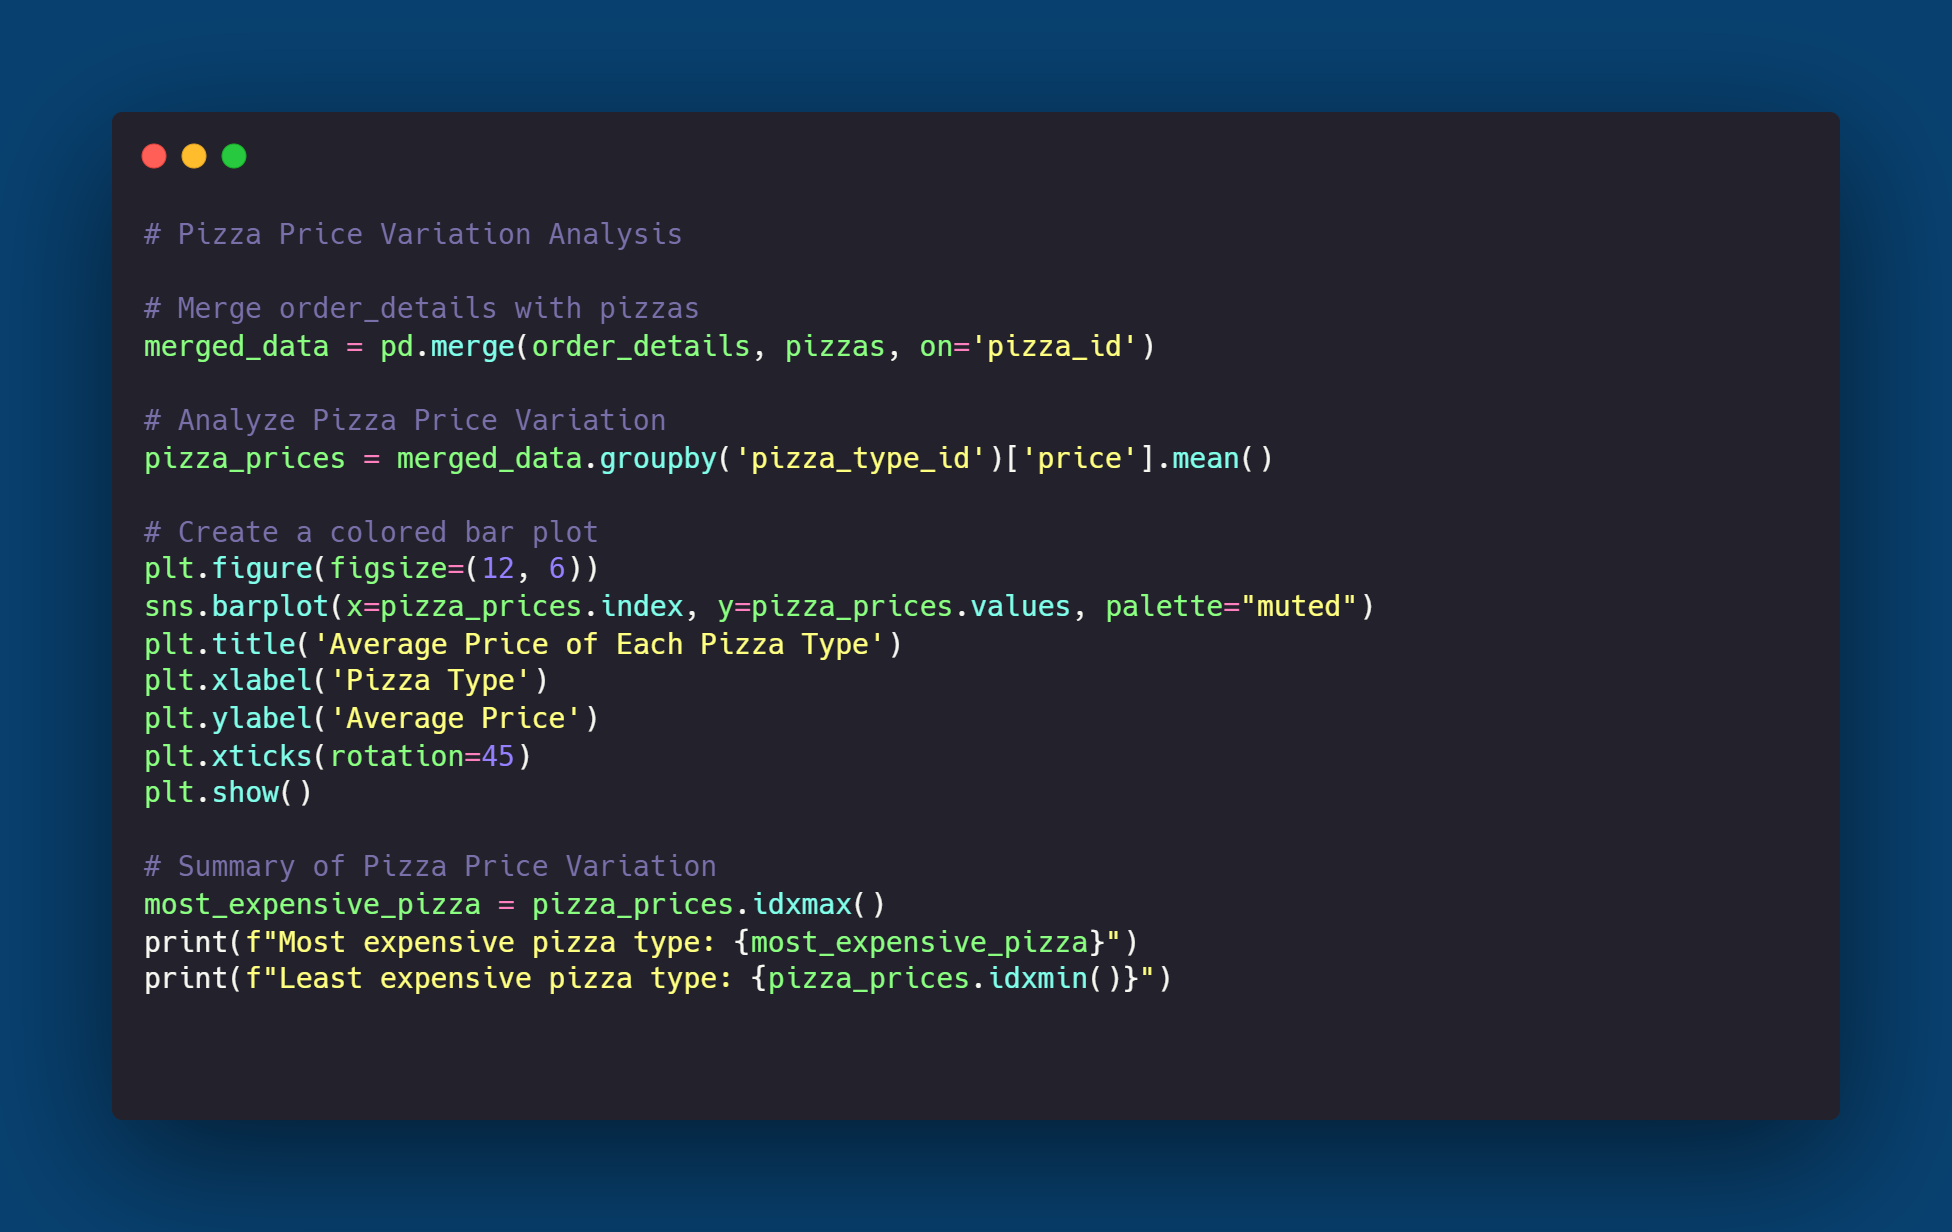 # Pizza Price Variation Analysis
# Merge order_details with pizzas
merged_data = pd.merge(order_details, pizzas, on='pizza_id')
# Analyze Pizza Price Variation
pizza_prices = merged_data.groupby('pizza_type_id')['price'].mean()
# Create a colored bar plot
plt.figure(figsize=(12, 6))
sns.barplot(x=pizza_prices.index, y=pizza_prices.values, palette="muted")
plt.title('Average Price of Each Pizza Type')
plt.xlabel('Pizza Type')
plt.ylabel('Average Price')
plt.xticks(rotation=45)
plt.show()
# Summary of Pizza Price Variation
most_expensive_pizza = pizza_prices.idxmax()
print(f"Most expensive pizza type: {most_expensive_pizza}")
print(f"Least expensive pizza type: {pizza_prices.idxmin()}")